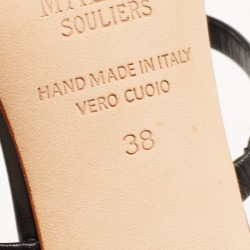 SOULIERS
HAND MADE IN ITALY
VERO CUOIO
38